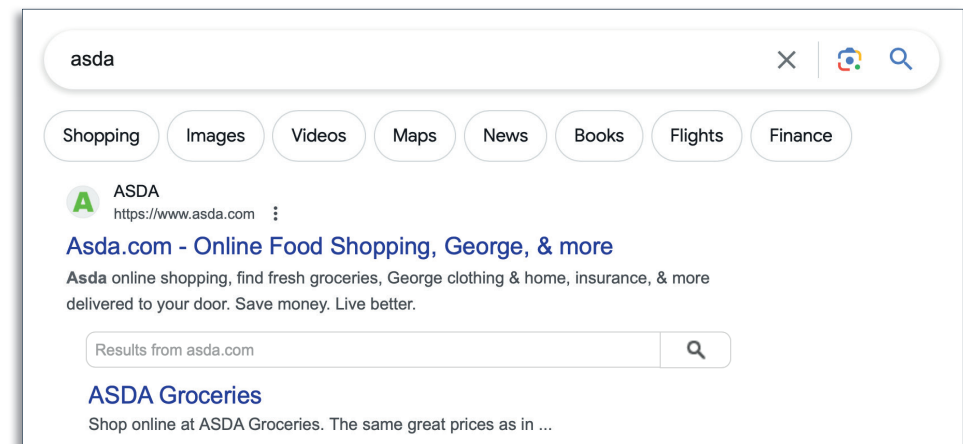 asda
Shopping Images Videos Maps News Books Flights Finance
ASDA
https://www.asda.com
Asda.com - Online Food Shopping, George, & more
Asda online shopping, find fresh groceries, George clothing & home, insurance, & more
delivered to your door. Save money. Live better.
Results from asda.com
ASDA Groceries
Shop online at ASDA Groceries. The same great prices as in ...